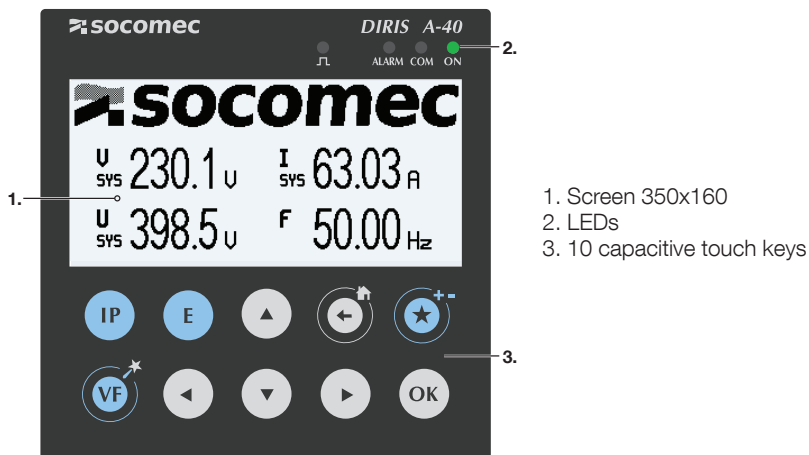 socomec DIRIS A-40
ALARM COM ON
2.
socomec
V SYS 230.1 V I SYS 63.03 A
1.
U SYS 398.5 V F 50.00 Hz
IP E
VF OK
3.
1. Screen 350x160
2. LEDs
3. 10 capacitive touch keys